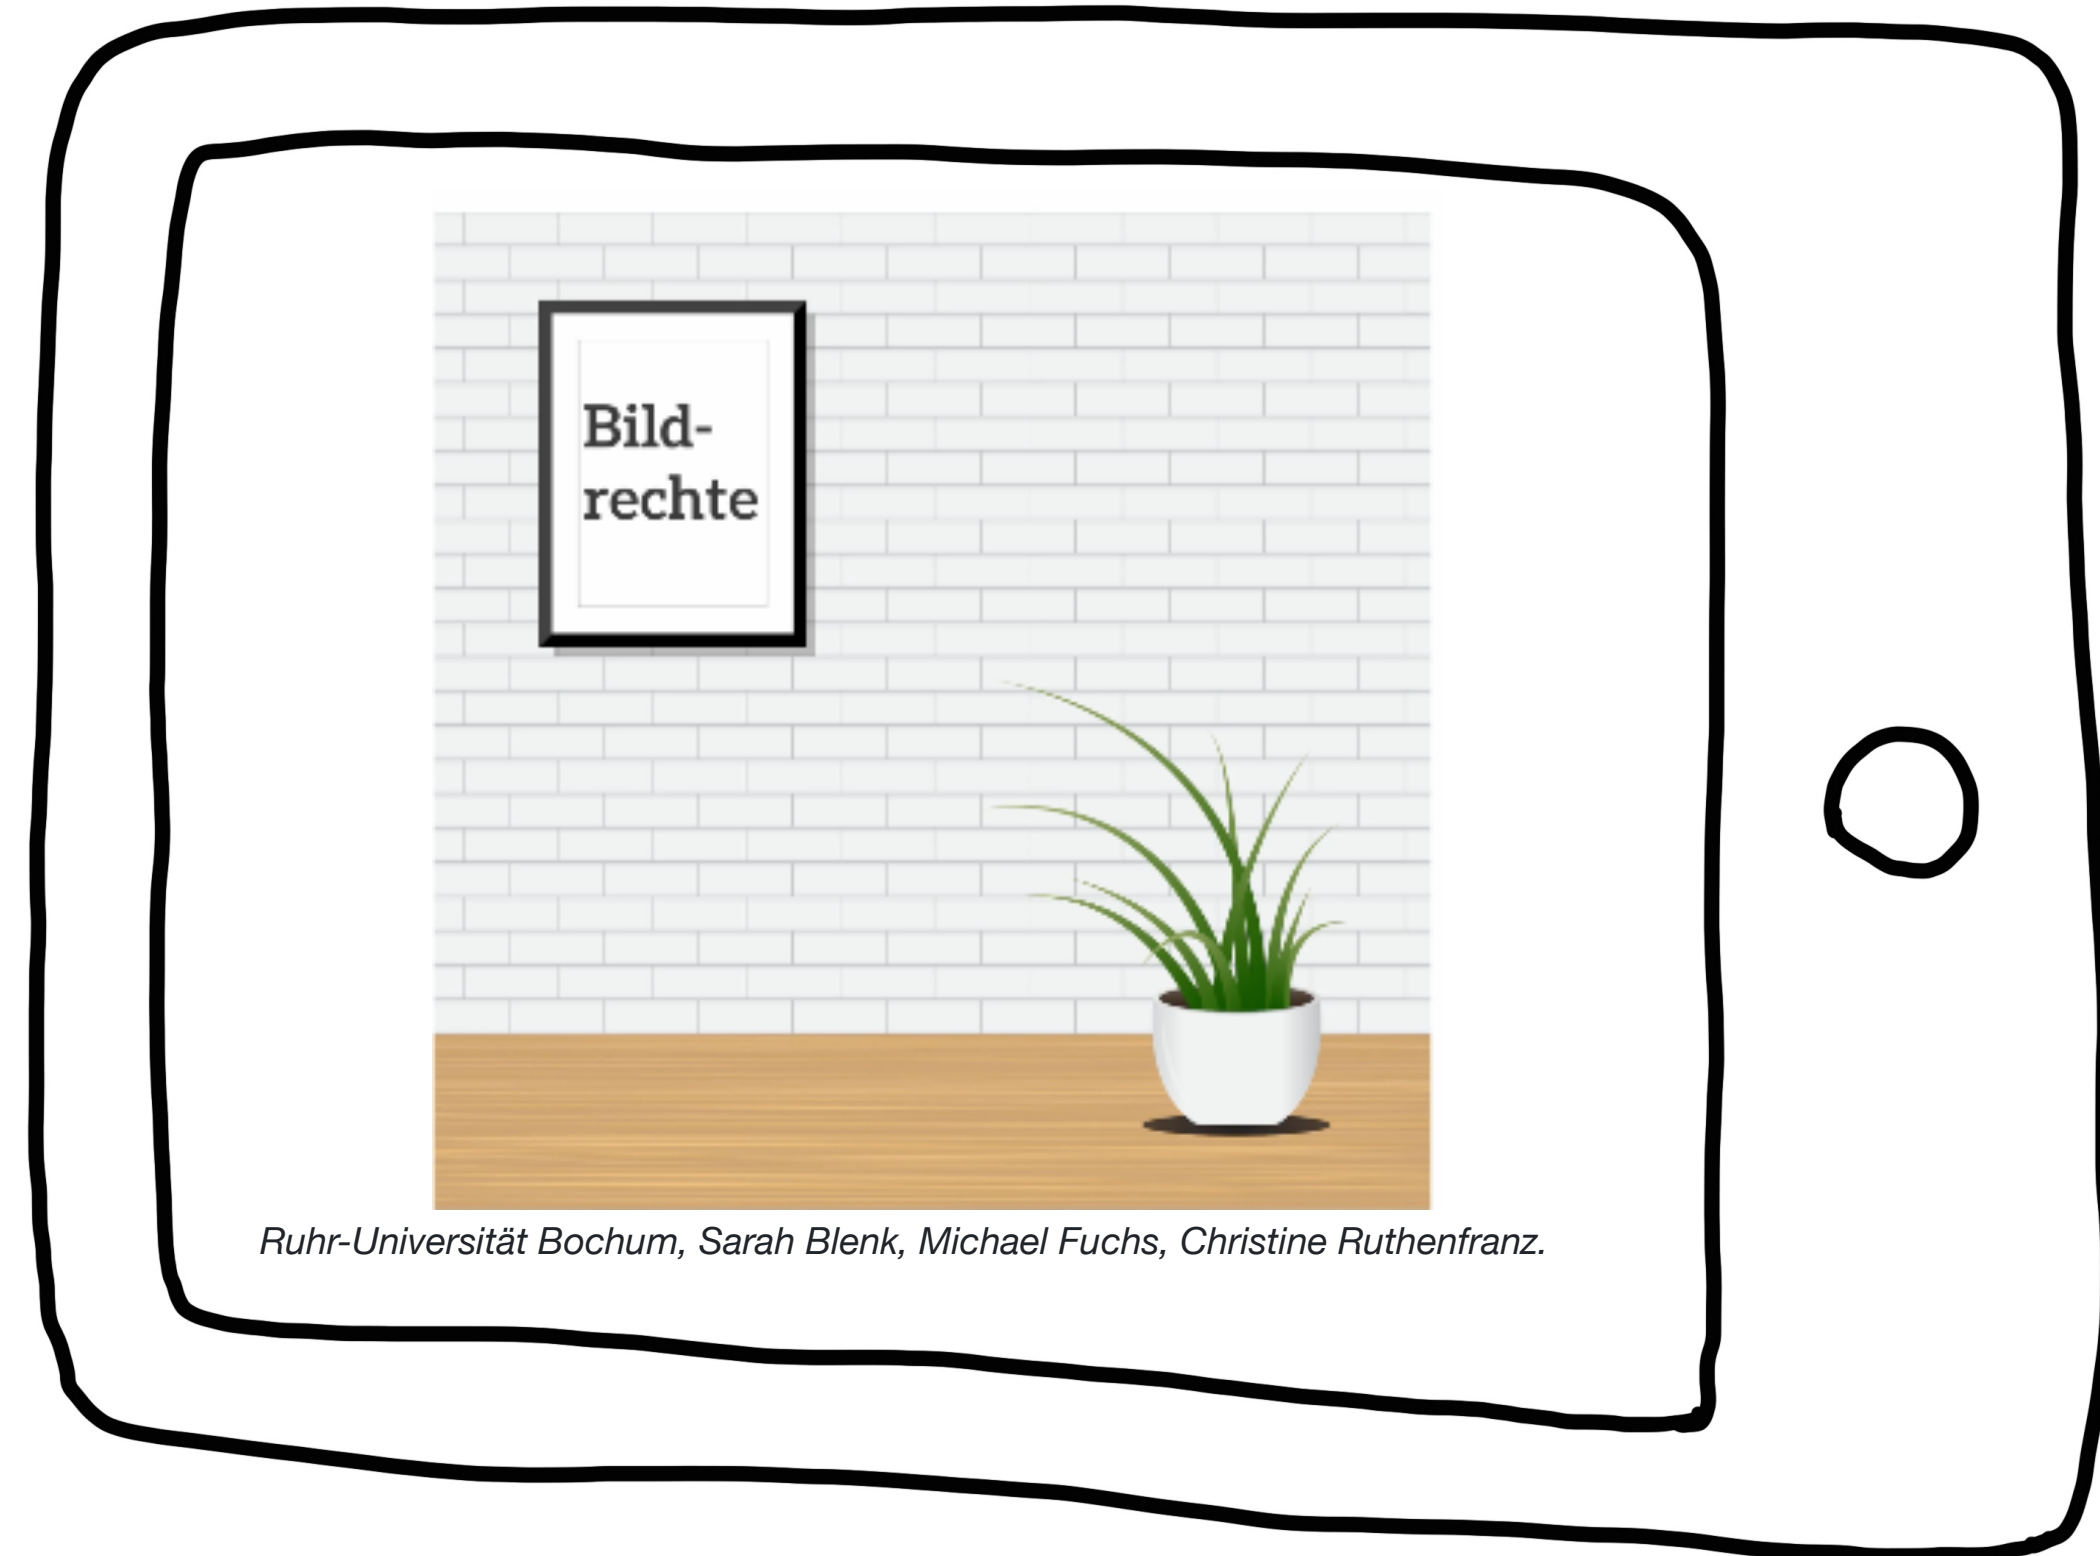 Bild-
rechte
Ruhr-Universität Bochum, Sarah Blenk, Michael Fuchs, Christine Ruthenfranz.